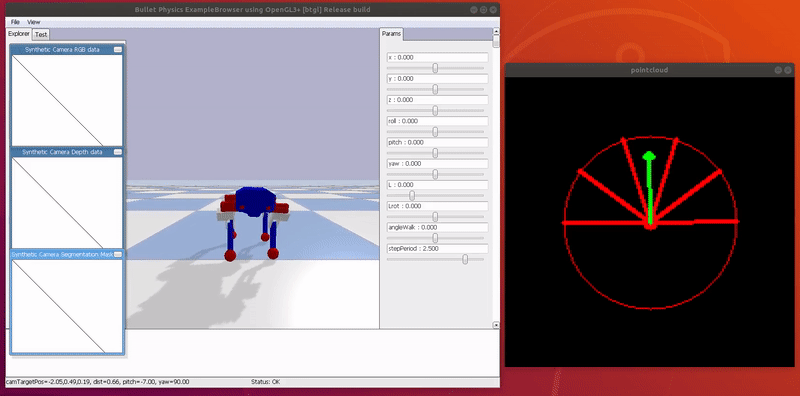 Bullet Physics ExampleBrowser using OpenGL3+ [btgl] Release build
File View
Explorer Test
Params
Synthetic Camera RGB data
Synthetic Camera Depth data
Synthetic Camera Segmentation Mask
x : 0.000
y : 0.000
z : 0.000
roll : 0.000
pitch : 0.000
yaw : 0.000
L : 0.000
Lrot : 0.000
angleWalk : 0.000
stepPeriod : 2.500
camTargetPos=-2.05,0.49,0.19, dist=0.66, pitch=-7.00, yaw=90.00
Status: OK
pointcloud